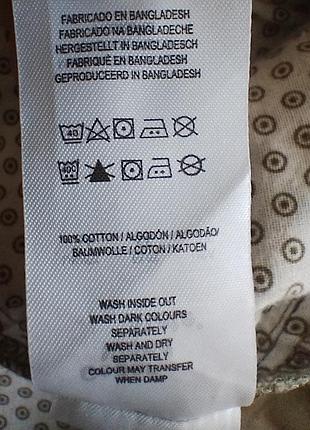 FABRICADO EN BANGLADESH
FABRICADO NA BANGLADECHE
HERGESTELLT IN BANGLADESCH
FABRIQUÉ EN BANGLADESH
GEPRODUCEERD IN BANGLADESH
40
40C
100% COTTON / ALGODÓN / ALGODÃO/
BAUMWOLLE / COTON / KATOEN
WASH INSIDE OUT
WASH DARK COLOURS
SEPARATELY
WASH AND DRY
SEPARATELY
COLOUR MAY TRANSFER
WHEN DAMP